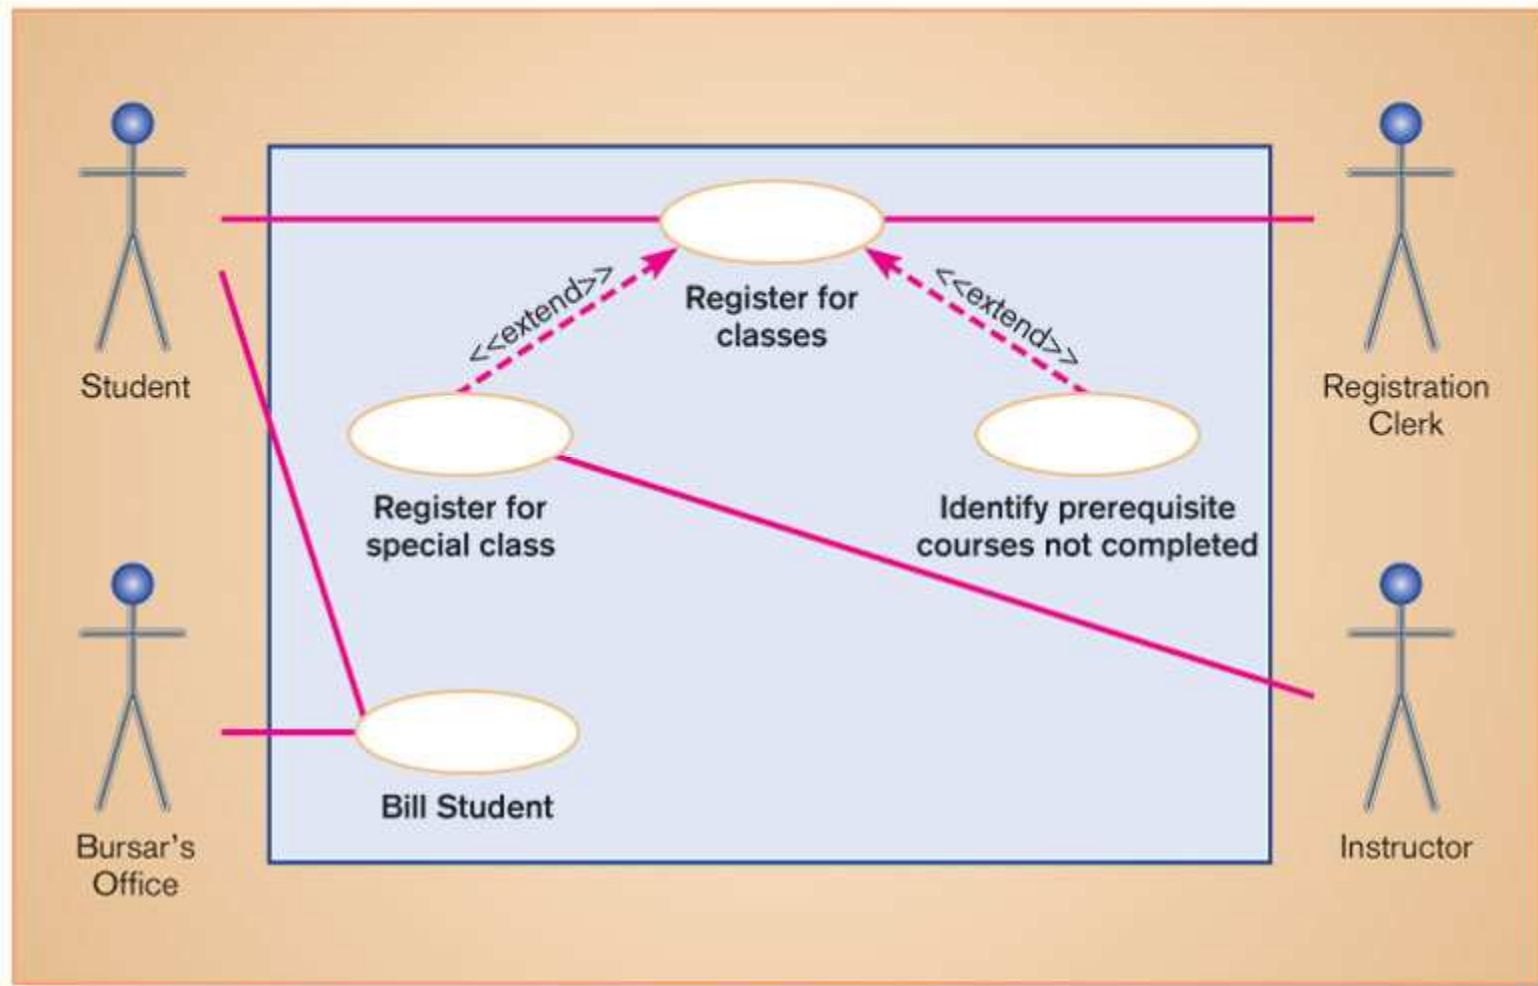 Register for
classes
<<extend>>
<<extend>>
Student
Registration
Clerk
Register for
special class
Identify prerequisite
courses not completed
Bill Student
Bursar's
Office
Instructor